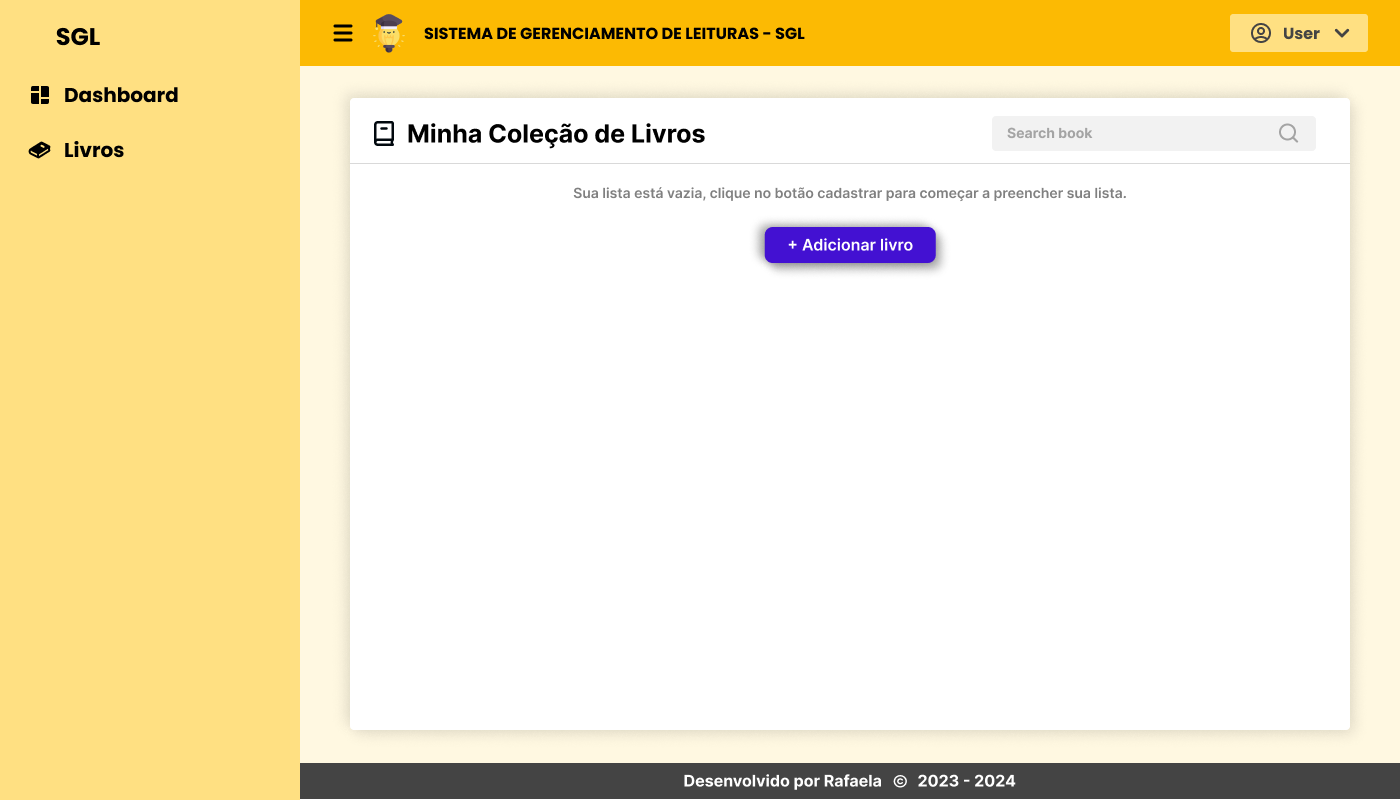 SGL
Dashboard
Livros
SISTEMA DE GERENCIAMENTO DE LEITURAS - SGL
User
Minha Coleção de Livros
Search book
Sua lista está vazia, clique no botão cadastrar para começar a preencher sua lista.
+ Adicionar livro
Desenvolvido por Rafaela © 2023 - 2024